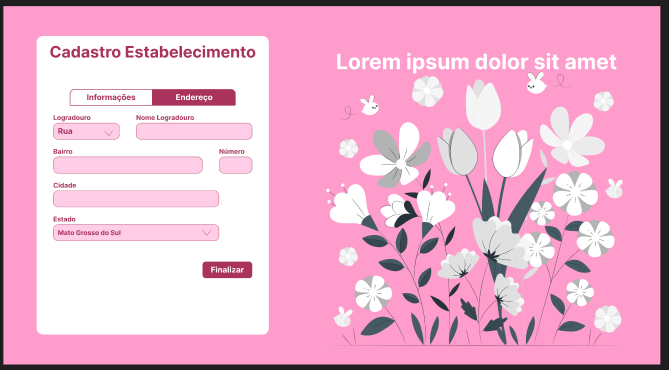 Cadastro Estabelecimento
Informações Endereço
Logradouro Nome Logradouro
Rua
Bairro Número
Cidade
Estado
Mato Grosso do Sul
Finalizar
Lorem ipsum dolor sit amet